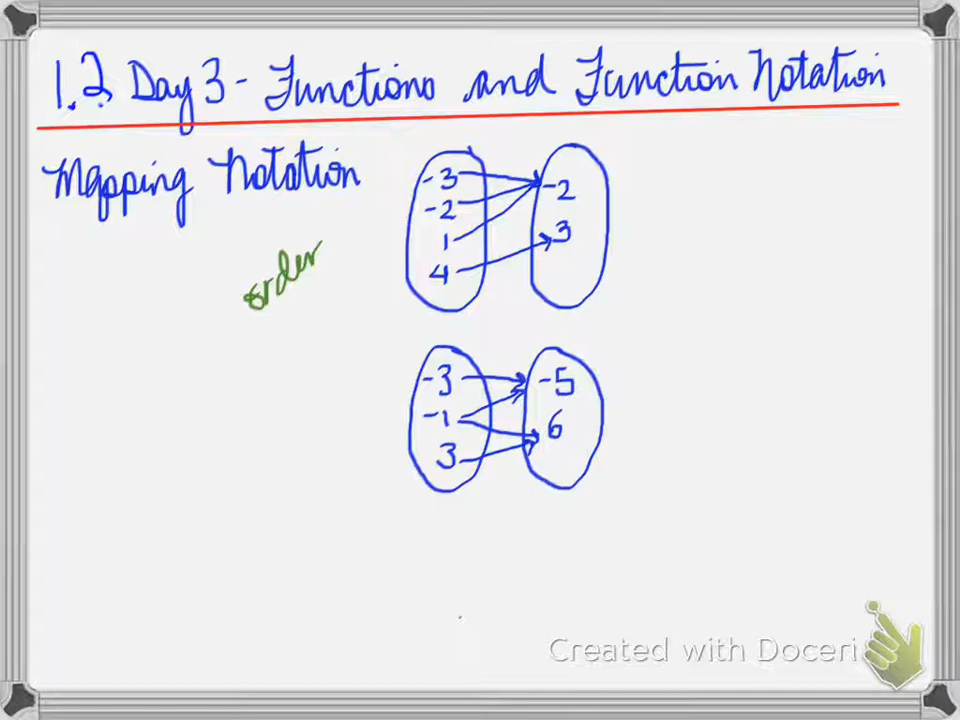 1.2 Day 3 - Functions and Function Notation
Mapping Notation
-3
-2
1
4
-2
3
order
-3
-1
3
-5
6
Created with Doceri